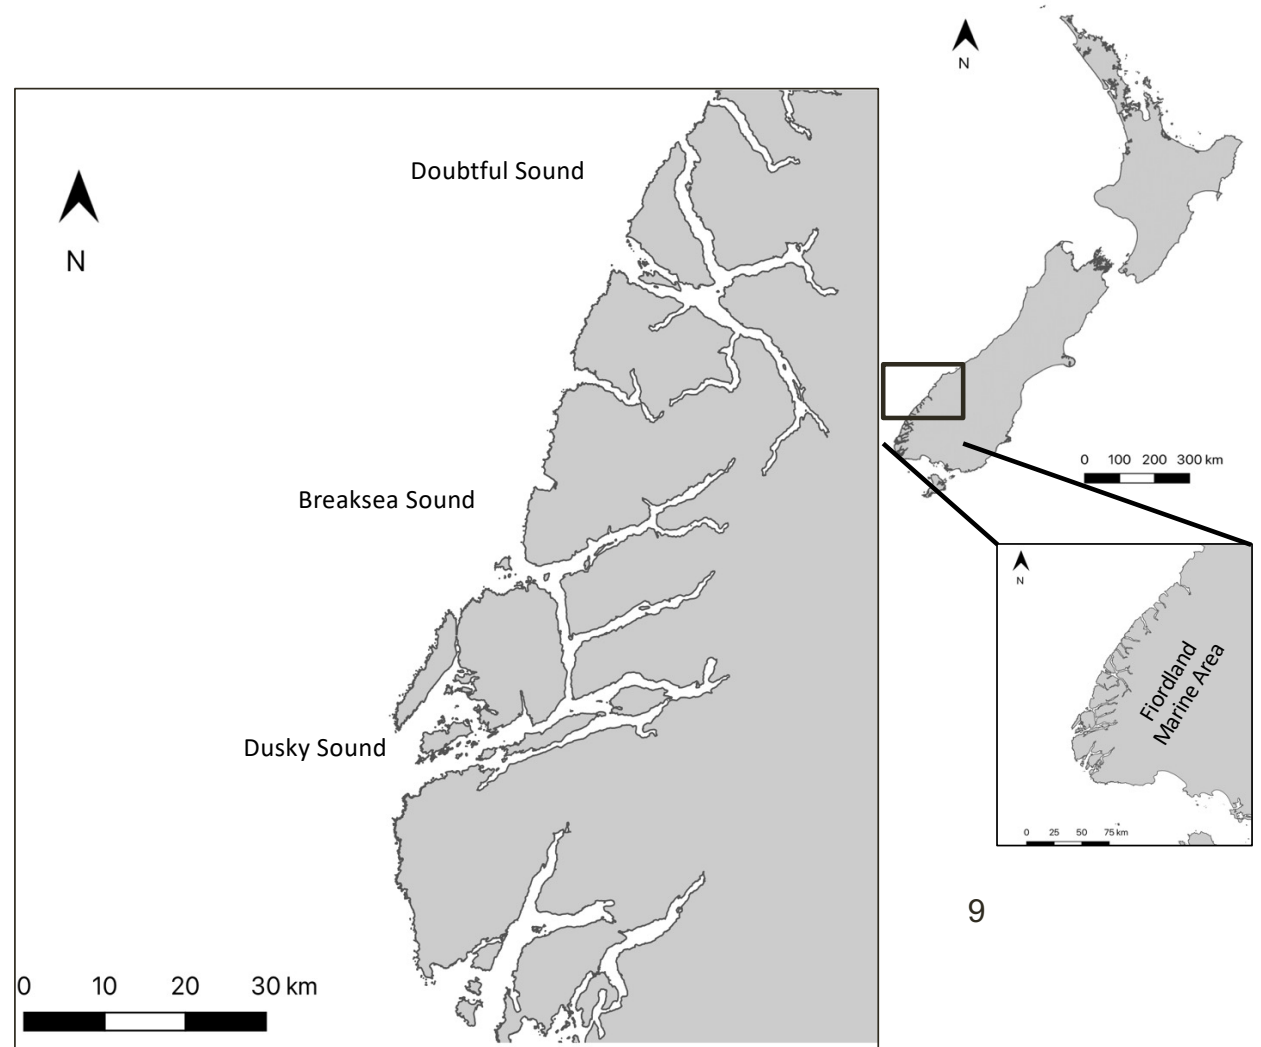 N
Doubtful Sound
N
Breaksea Sound
0 100 200 300 km
N
Fiordland
Marine Area
Dusky Sound
0 25 50 75 km
9
0 10 20 30 km